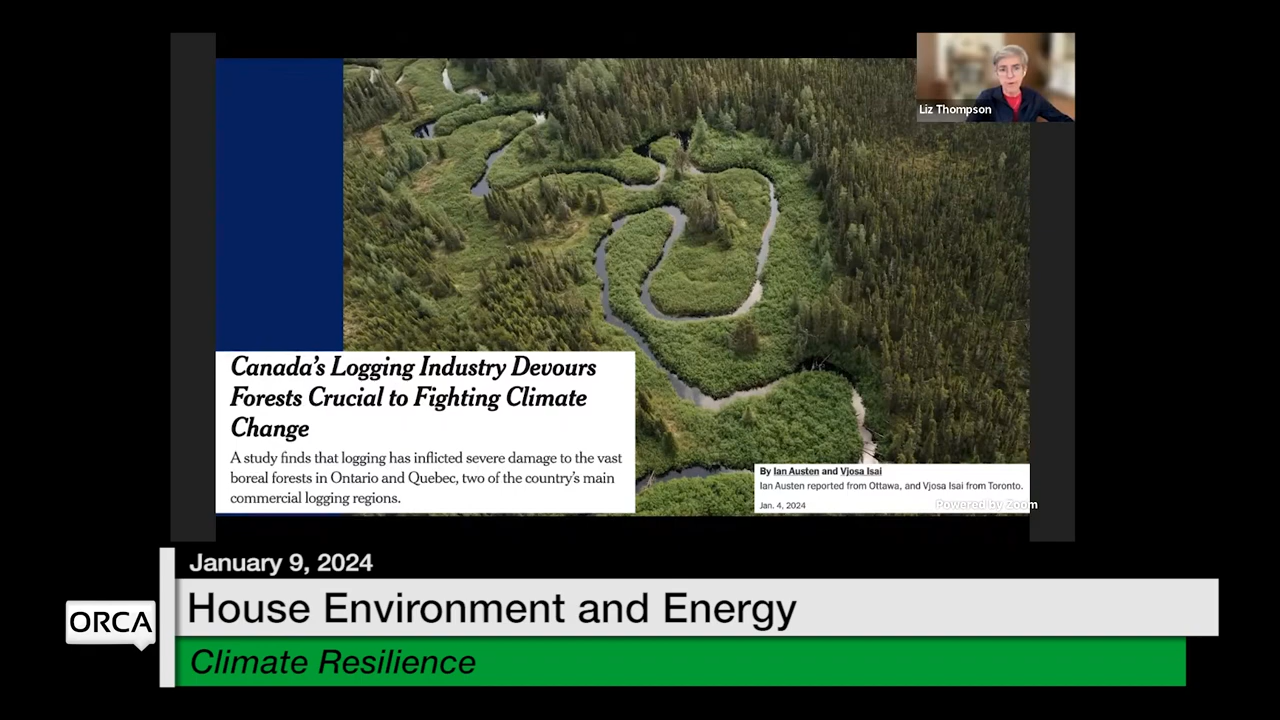 Liz Thompson
Canada's Logging Industry Devours
Forests Crucial to Fighting Climate
Change
A study finds that logging has inflicted severe damage to the vast
boreal forests in Ontario and Quebec, two of the country's main
commercial logging regions.
By Ian Austen and Vjosa Isai
Ian Austen reported from Ottawa, and Vjosa Isai from Toronto.
Jan. 4, 2024
Powered by Zoom
January 9, 2024
ORCA
House Environment and Energy
Climate Resilience